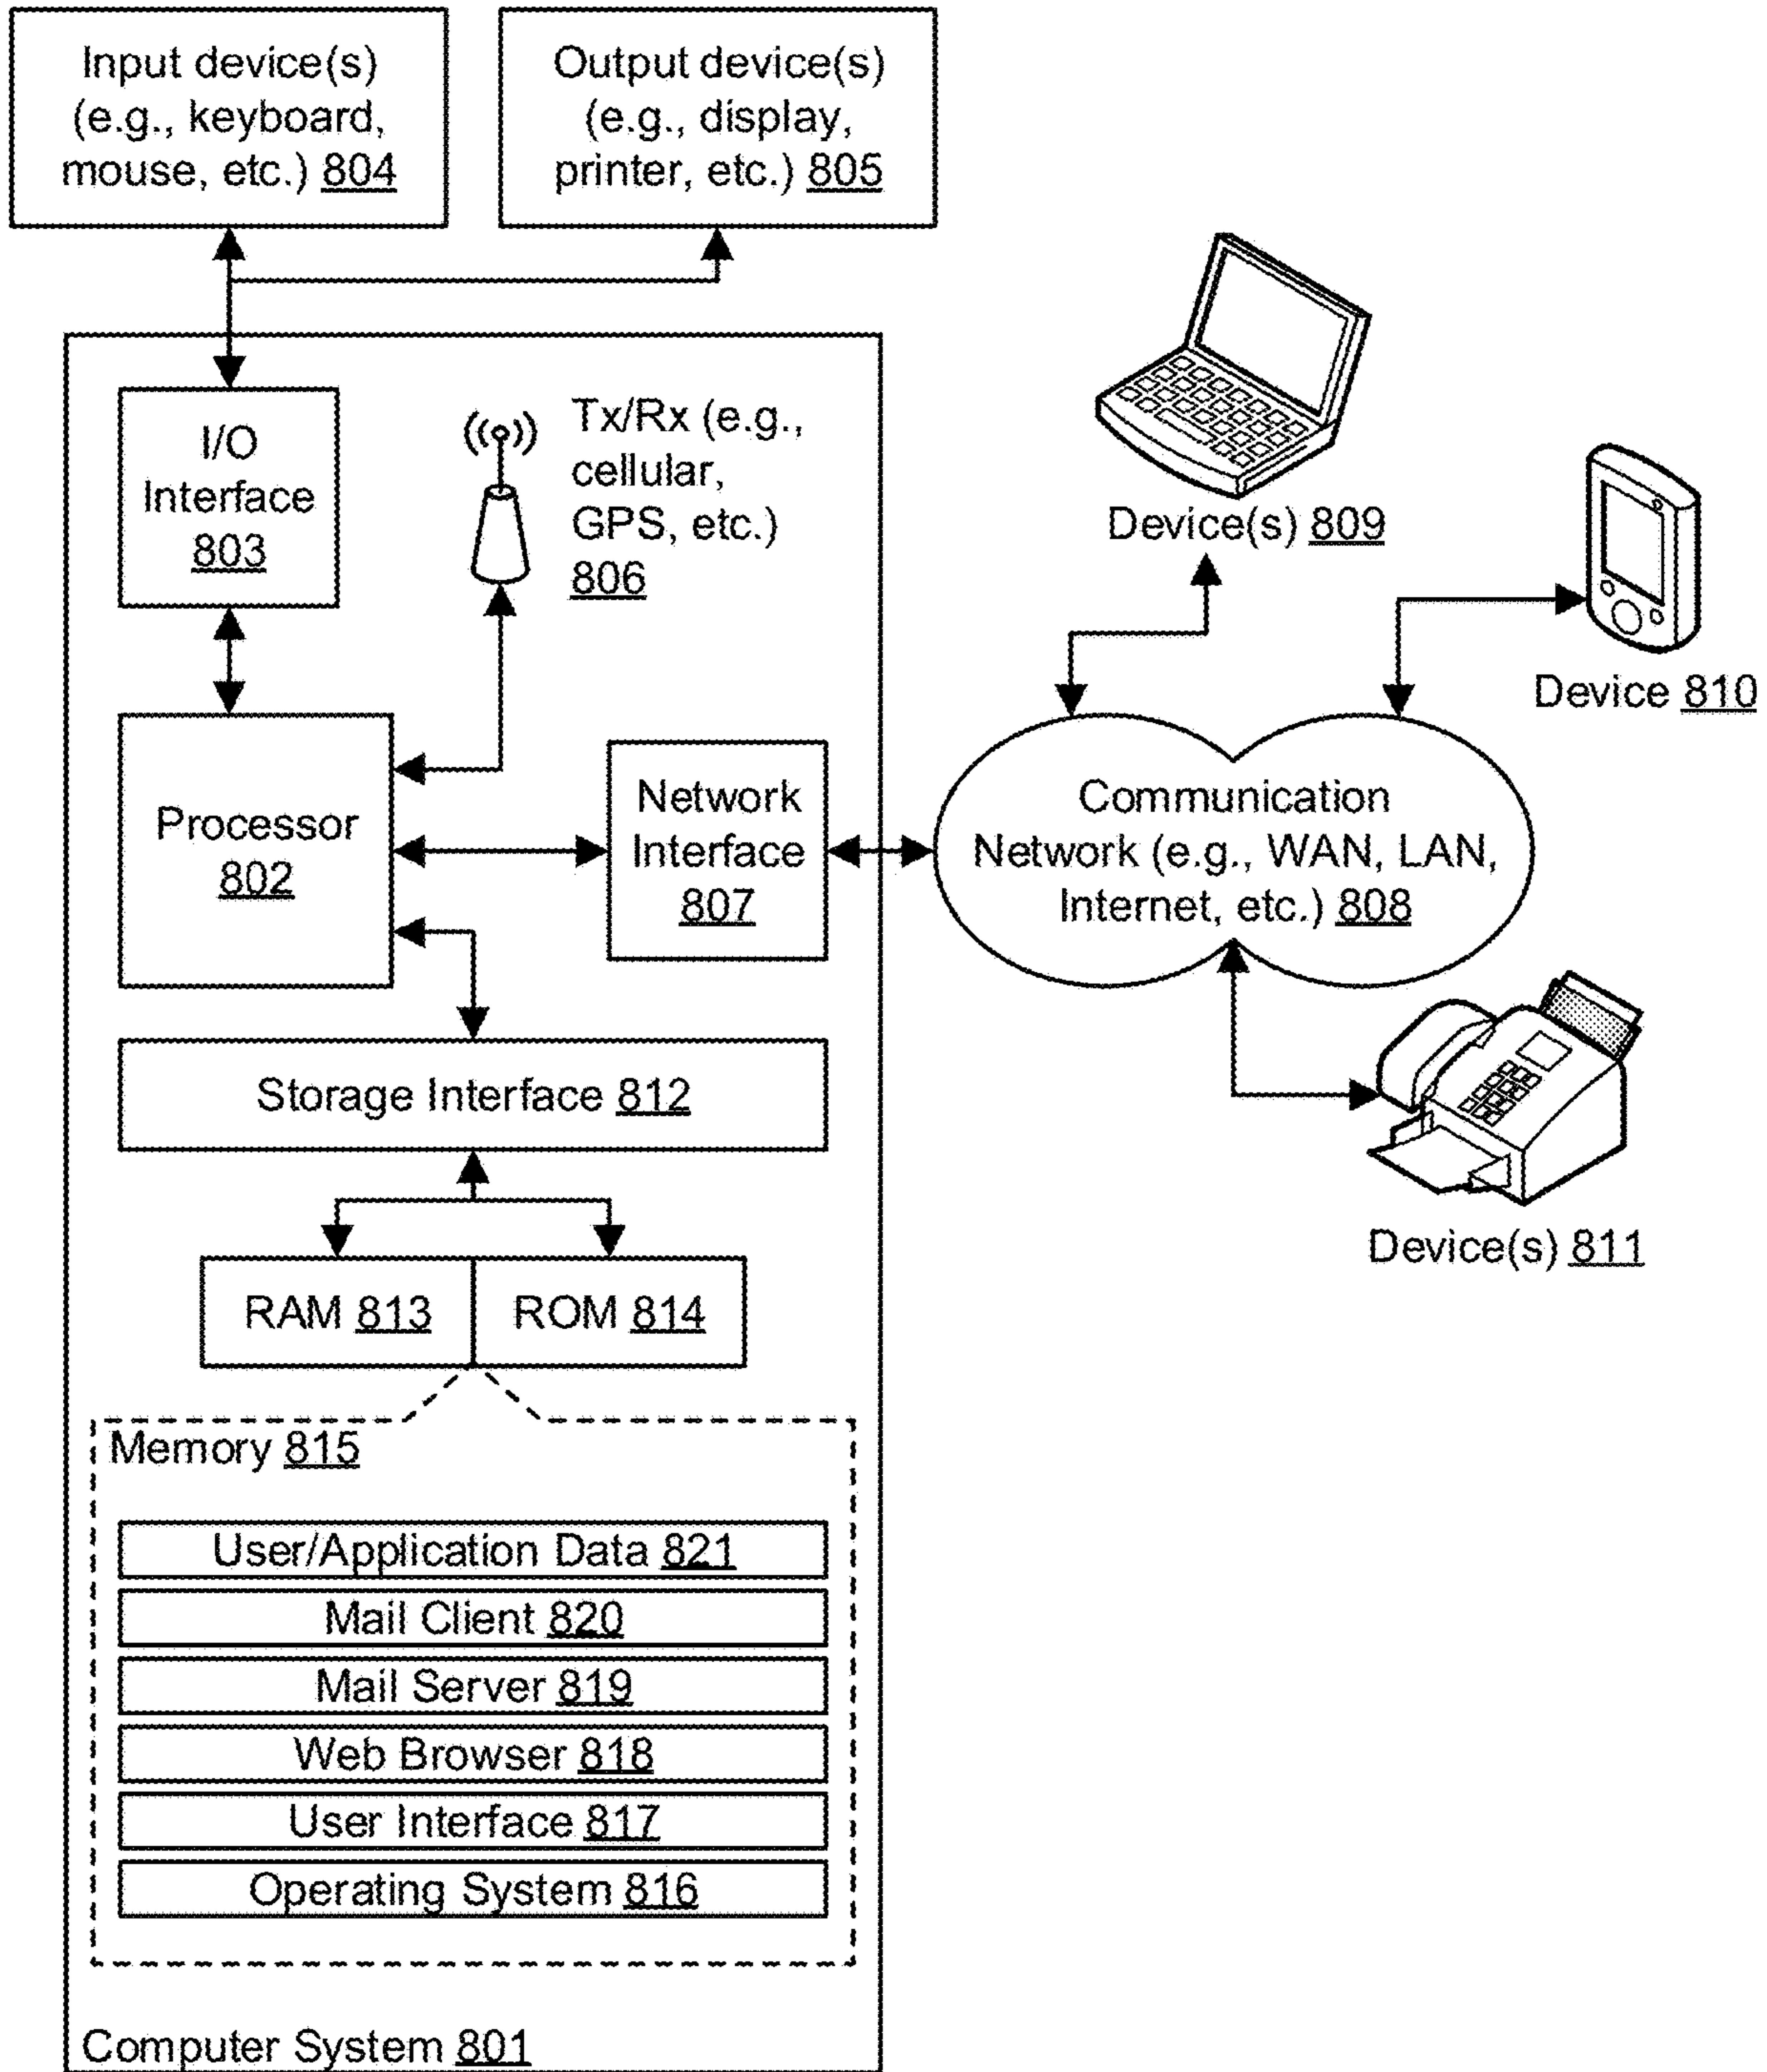 Input device(s)
(e.g., keyboard,
mouse, etc.) 804
Output device(s)
(e.g., display,
printer, etc.) 805
I/O
Interface
803
Tx/Rx (e.g.,
cellular,
GPS, etc.)
806
Device(s) 809
Device 810
Processor
802
Network
Interface
807
Communication
Network (e.g., WAN, LAN,
Internet, etc.) 808
Storage Interface 812
Device(s) 811
RAM 813
ROM 814
Memory 815
User/Application Data 821
Mail Client 820
Mail Server 819
Web Browser 818
User Interface 817
Operating System 816
Computer System 801